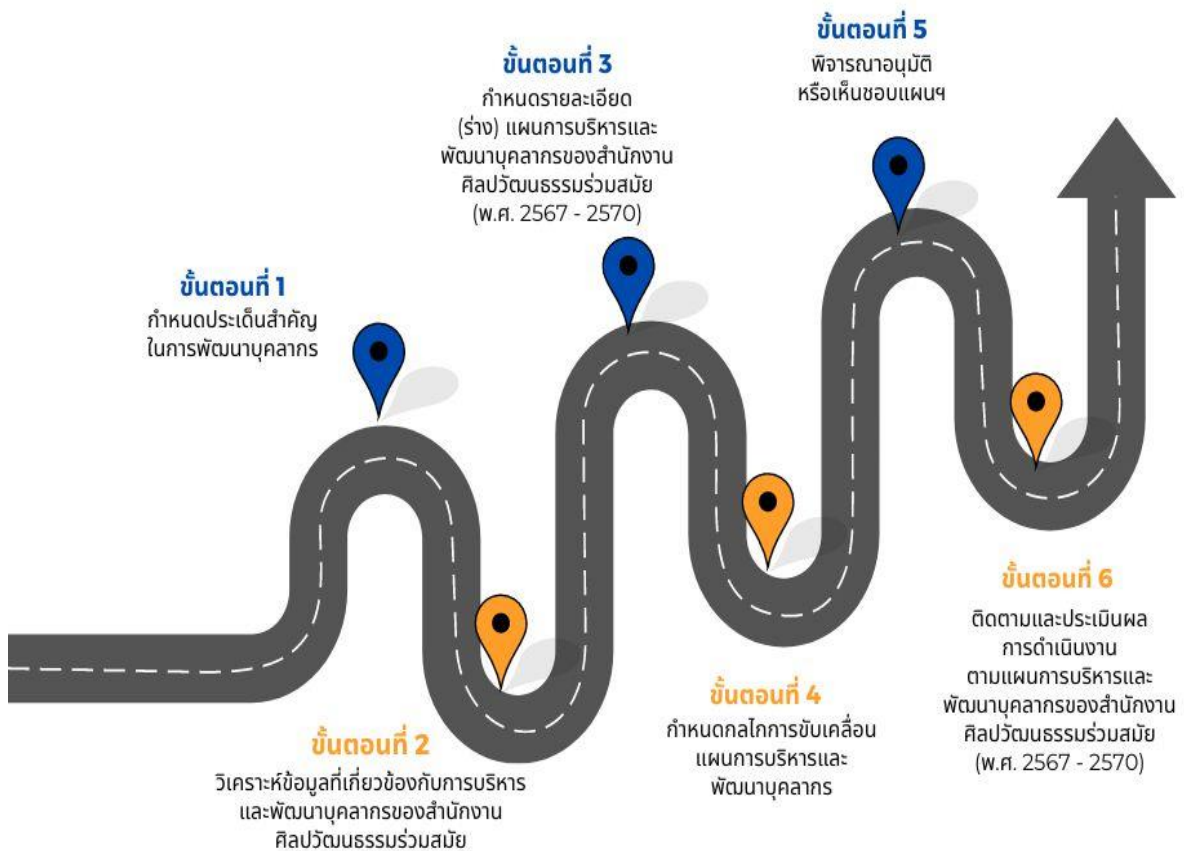 ขั้นตอนที่ 1
กำหนดประเด็นสำคัญ
ในการพัฒนาบุคลากร
ขั้นตอนที่ 2
วิเคราะห์ข้อมูลที่เกี่ยวข้องกับการบริหาร
และพัฒนาบุคลากรของสำนักงาน
ศิลปวัฒนธรรมร่วมสมัย
ขั้นตอนที่ 3
กำหนดรายละเอียด
(ร่าง) แผนการบริหารและ
พัฒนาบุคลากรของสำนักงาน
ศิลปวัฒนธรรมร่วมสมัย
(พ.ศ. 2567 - 2570)
ขั้นตอนที่ 4
กำหนดกลไกการขับเคลื่อน
แผนการบริหารและ
พัฒนาบุคลากร
ขั้นตอนที่ 5
พิจารณาอนุมัติ
หรือเห็นชอบแผนฯ
ขั้นตอนที่ 6
ติดตามและประเมินผล
การดำเนินงาน
ตามแผนการบริหารและ
พัฒนาบุคลากรของสำนักงาน
ศิลปวัฒนธรรมร่วมสมัย
(พ.ศ. 2567 - 2570)